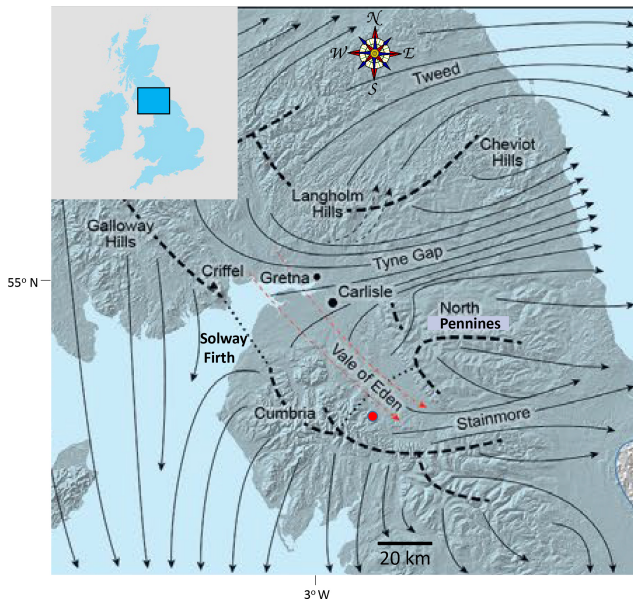 N
W
E
S
Tweed
Cheviot
Hills
Langholm
Hills
Galloway
Hills
Tyne Gap
Criffel
Gretna
55° N
Carlisle
North
Pennines
Solway
Firth
Vale of Eden
Cumbria
Stainmore
20 km
3° W